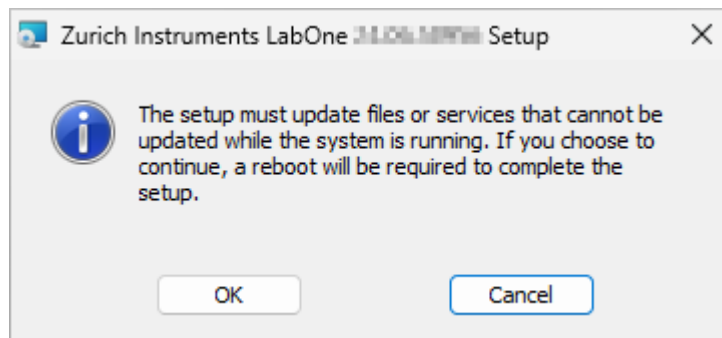 Zurich Instruments LabOne Setup
The setup must update files or services that cannot be
updated while the system is running. If you choose to
continue, a reboot will be required to complete the
setup.
OK
Cancel